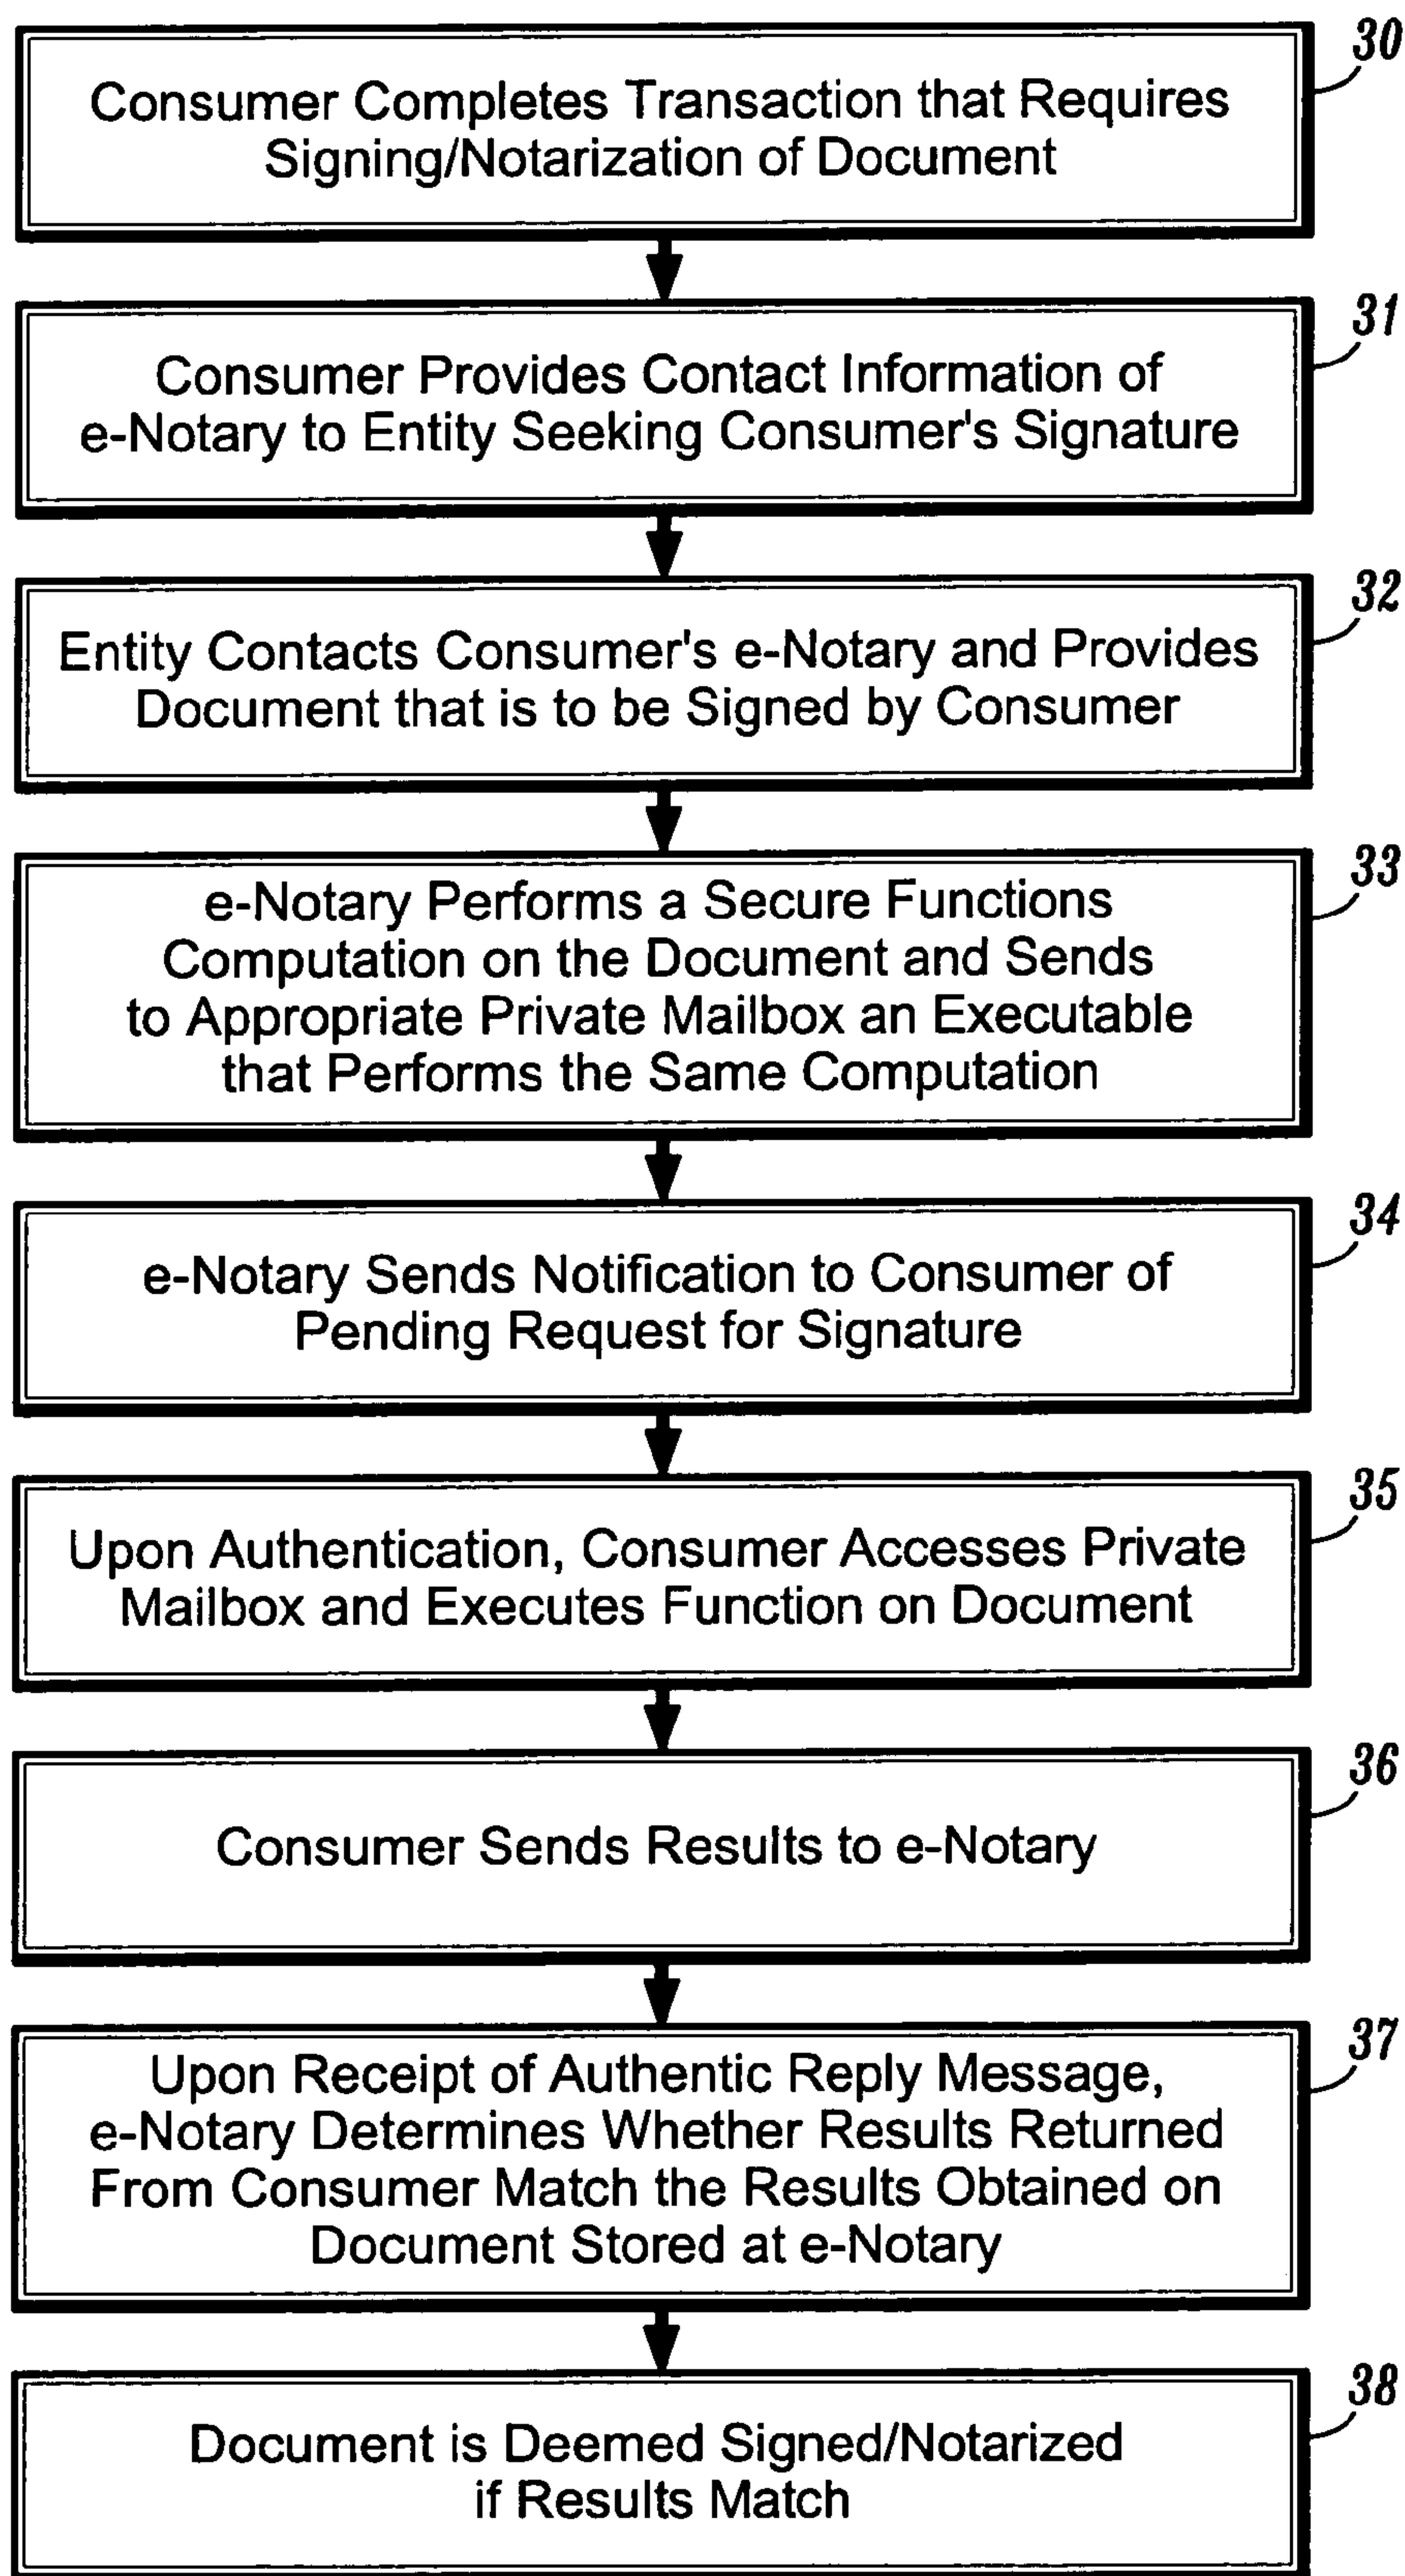 30
Consumer Completes Transaction that Requires
Signing/Notarization of Document
31
Consumer Provides Contact Information of
e-Notary to Entity Seeking Consumer's Signature
32
Entity Contacts Consumer's e-Notary and Provides
Document that is to be Signed by Consumer
33
e-Notary Performs a Secure Functions
Computation on the Document and Sends
to Appropriate Private Mailbox an Executable
that Performs the Same Computation
34
e-Notary Sends Notification to Consumer of
Pending Request for Signature
35
Upon Authentication, Consumer Accesses Private
Mailbox and Executes Function on Document
36
Consumer Sends Results to e-Notary
37
Upon Receipt of Authentic Reply Message,
e-Notary Determines Whether Results Returned
From Consumer Match the Results Obtained on
Document Stored at e-Notary
38
Document is Deemed Signed/Notarized
if Results Match